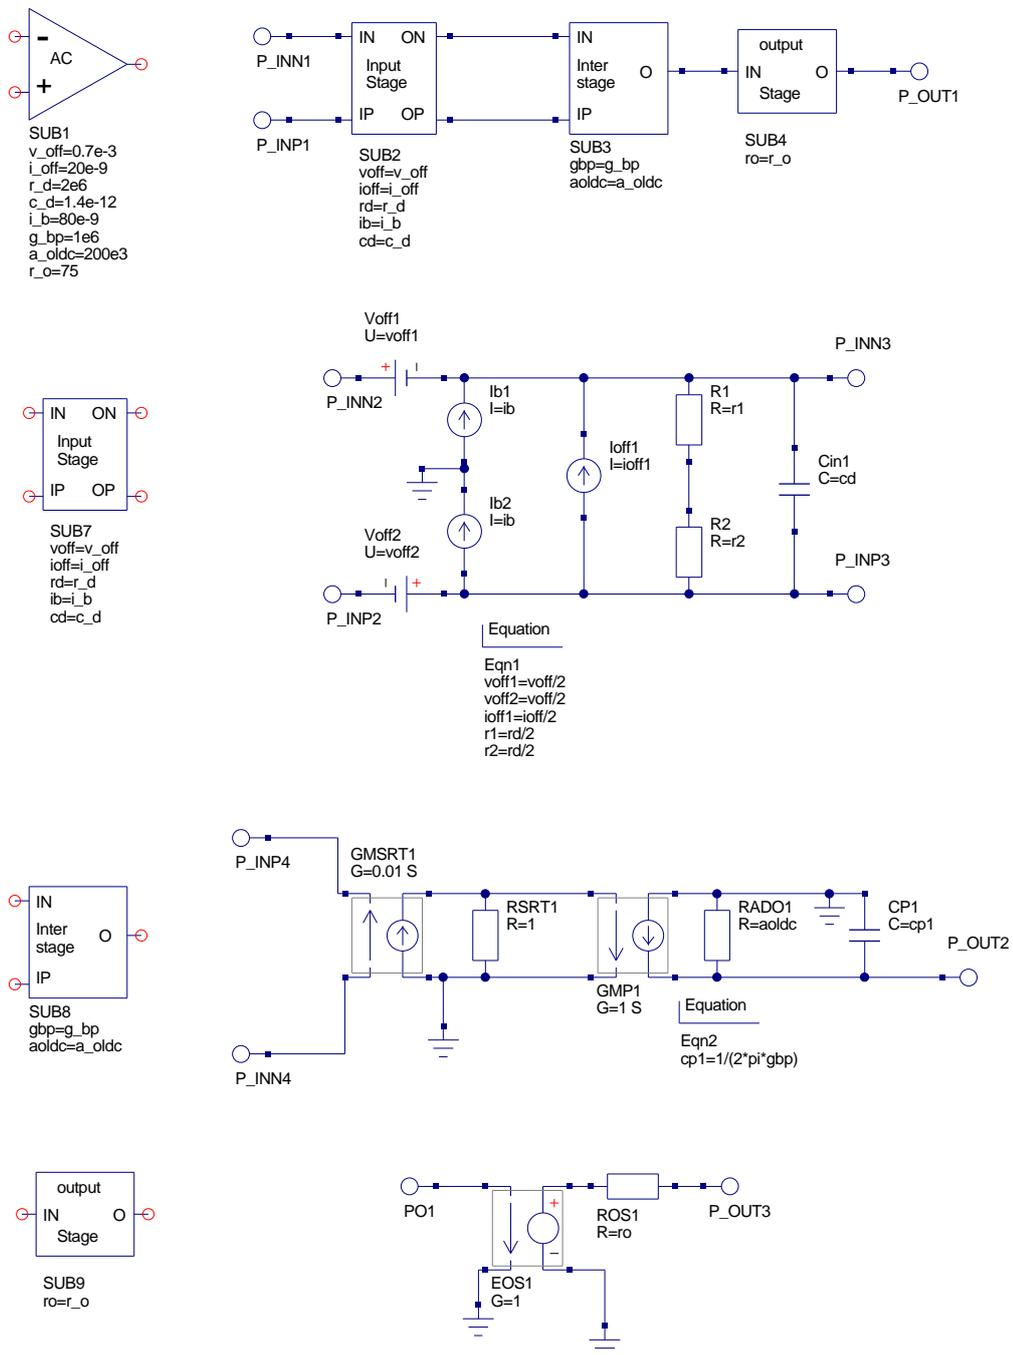 -
AC
+
SUB1
v_off=0.7e-3
i_off=20e-9
r_d=2e6
c_d=1.4e-12
i_b=80e-9
g_bp=1e6
a_oldc=200e3
r_o=75
P_INN1
P_INP1
IN ON
Input
Stage
IP OP
SUB2
voff=v_off
ioff=i_off
rd=r_d
ib=i_b
cd=c_d
IN
Inter
stage
O
IP
SUB3
gbp=g_bp
aoldc=a_oldc
output
IN O
Stage
SUB4
ro=r_o
P_OUT1
IN ON
Input
Stage
IP OP
SUB7
voff=v_off
ioff=i_off
rd=r_d
ib=i_b
cd=c_d
Voff1
U=voff1
+ -
P_INN2
Ib1
I=ib
Ib2
I=ib
Voff2
U=voff2
- +
P_INP2
Ioff1
I=ioff1
R1
R=r1
R2
R=r2
Cin1
C=cd
P_INN3
P_INP3
Equation
Eqn1
voff1=voff/2
voff2=voff/2
ioff1=ioff/2
r1=rd/2
r2=rd/2
IN
Inter
stage
O
IP
SUB8
gbp=g_bp
aoldc=a_oldc
P_INP4
P_INN4
GMSRT1
G=0.01 S
RSRT1
R=1
GMP1
G=1 S
RADO1
R=aoldc
CP1
C=cp1
P_OUT2
Equation
Eqn2
cp1=1/(2*pi*gbp)
output
IN O
Stage
SUB9
ro=r_o
PO1
+
-
EOS1
G=1
ROS1
R=ro
P_OUT3